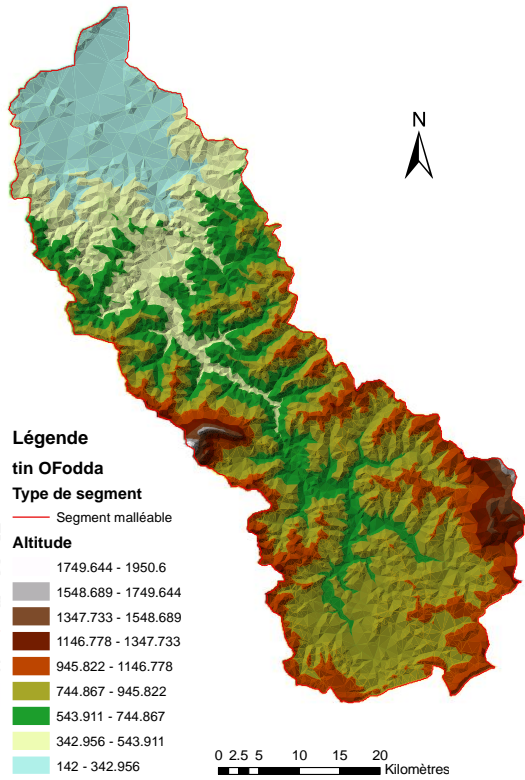 N
Légende
tin OFodda
Type de segment
Segment malléable
Altitude
1749.644 - 1950.6
1548.689 - 1749.644
1347.733 - 1548.689
1146.778 - 1347.733
945.822 - 1146.778
744.867 - 945.822
543.911 - 744.867
342.956 - 543.911
142 - 342.956
0 2.5 5 10 15 20
Kilomètres